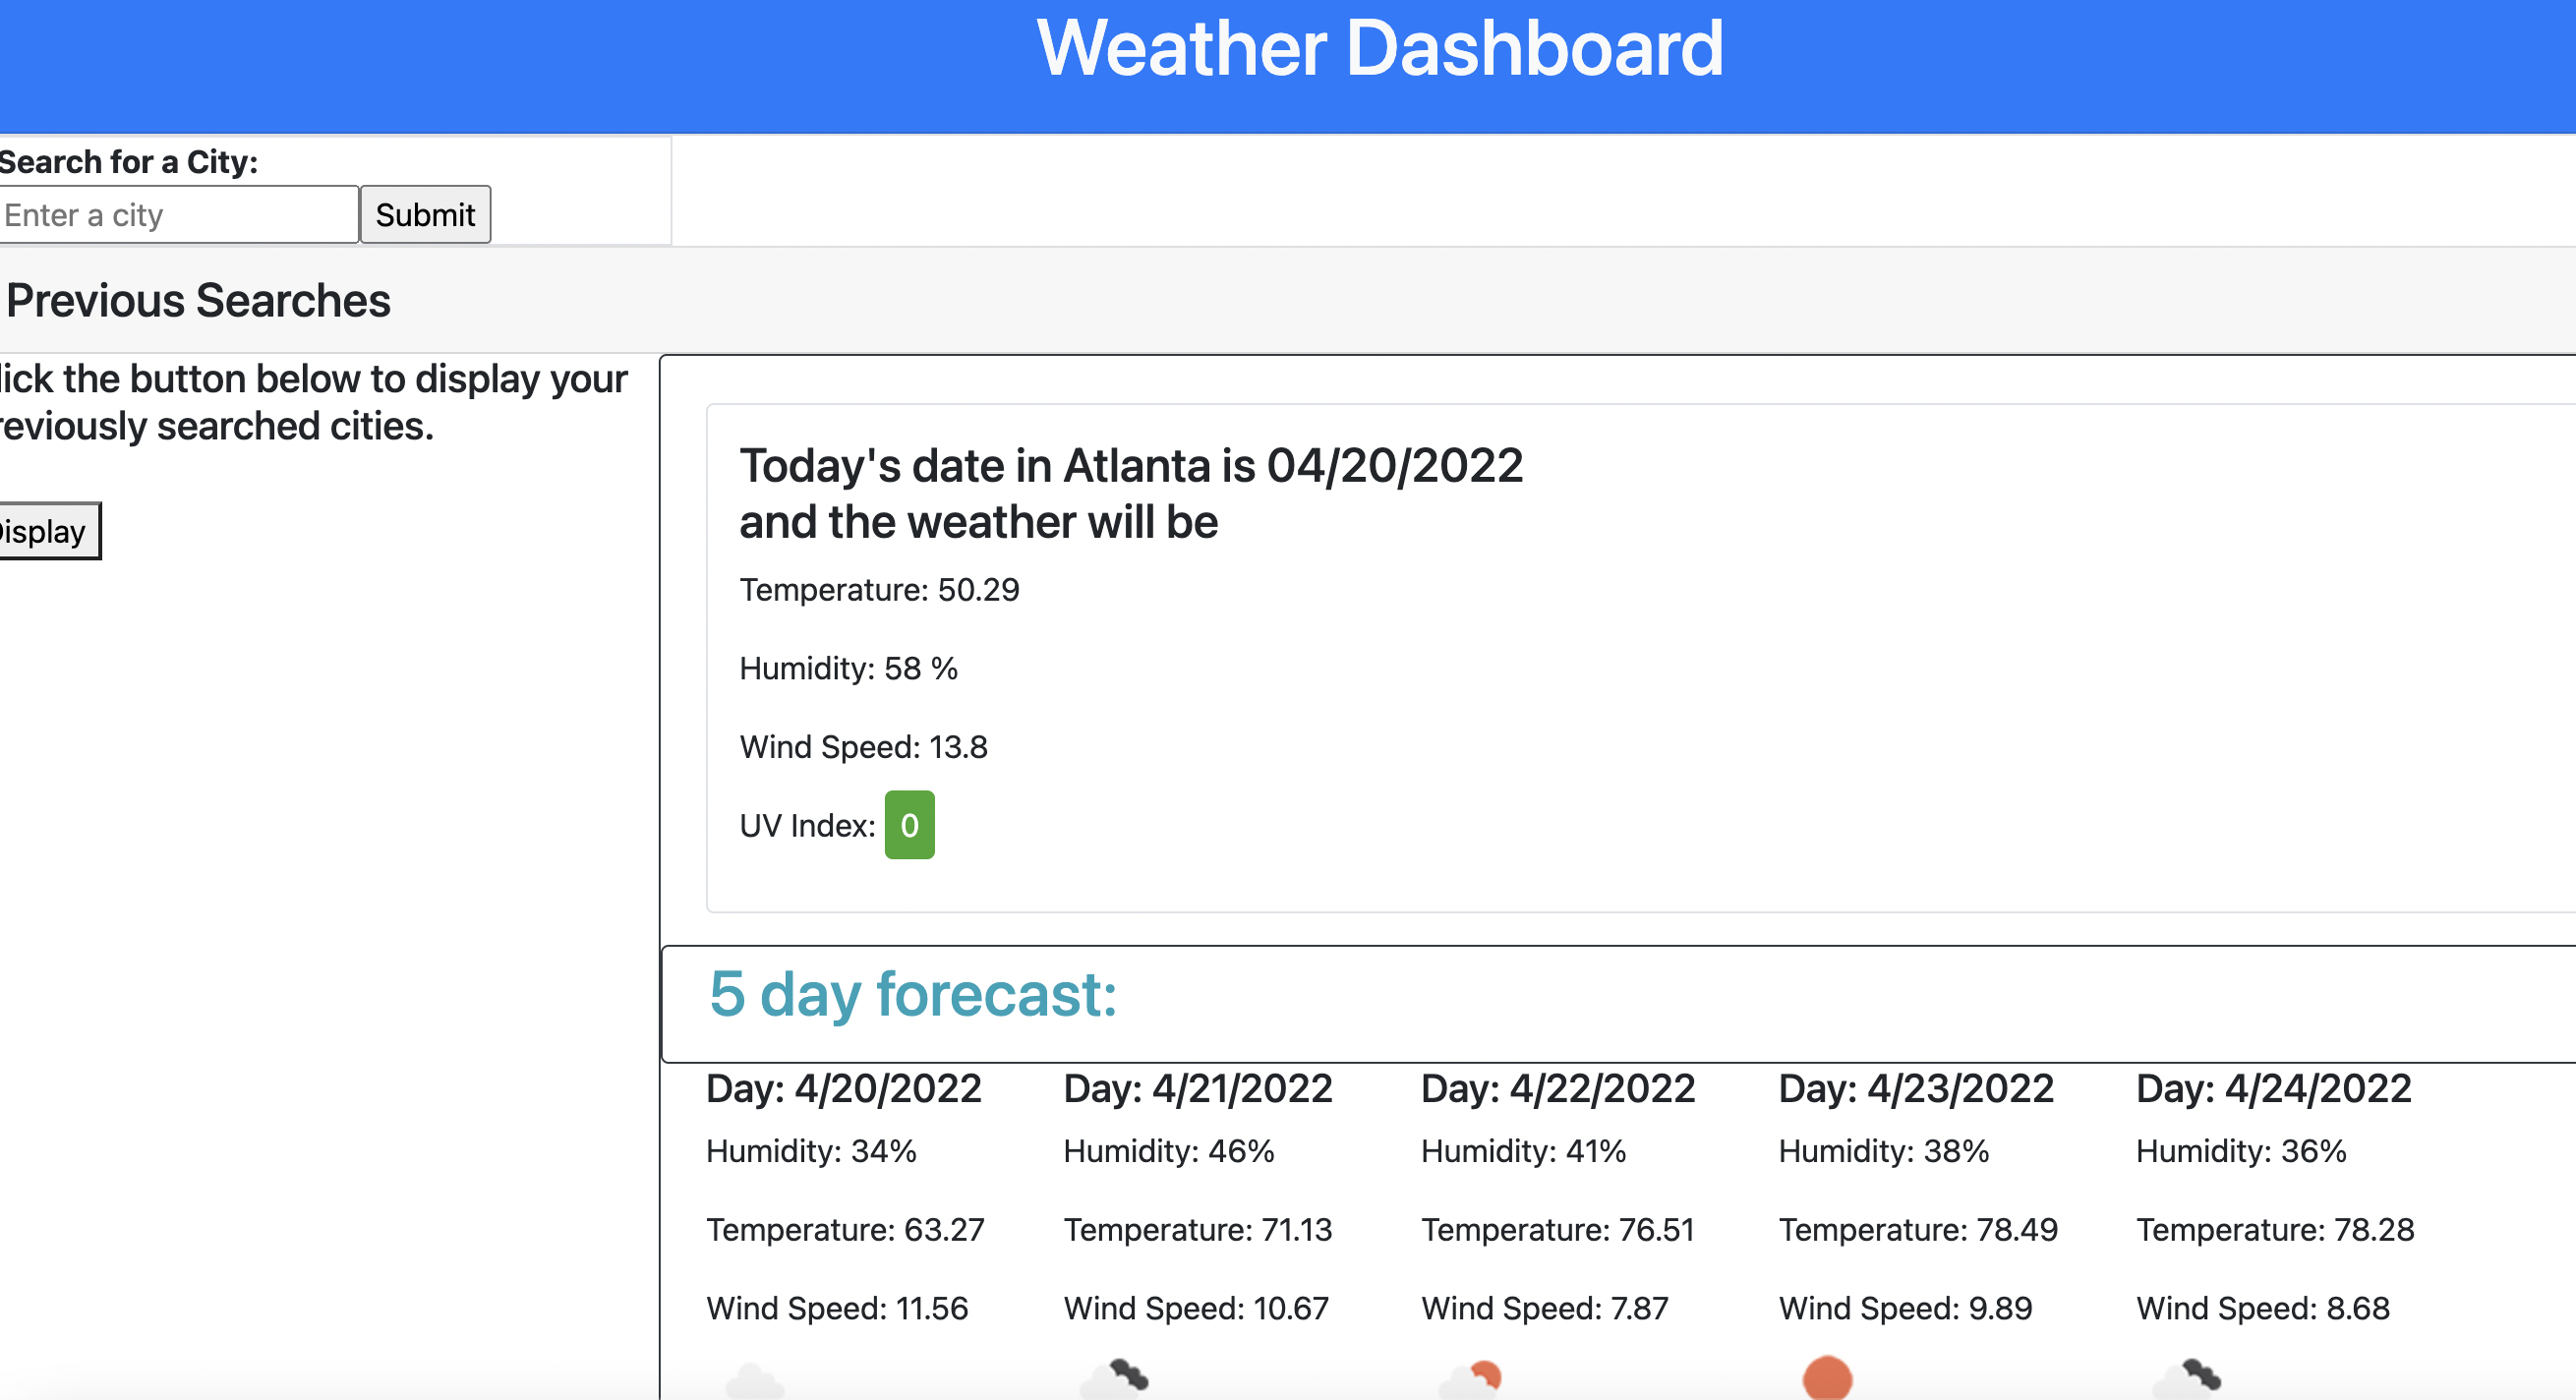 Weather Dashboard
Search for a City:
Enter a city
Submit
Previous Searches
lick the button below to display your
reviously searched cities.
Display
Today's date in Atlanta is 04/20/2022
and the weather will be
Temperature: 50.29
Humidity: 58 %
Wind Speed: 13.8
UV Index: 0
5 day forecast:
Day: 4/20/2022
Humidity: 34%
Temperature: 63.27
Wind Speed: 11.56
Day: 4/21/2022
Humidity: 46%
Temperature: 71.13
Wind Speed: 10.67
Day: 4/22/2022
Humidity: 41%
Temperature: 76.51
Wind Speed: 7.87
Day: 4/23/2022
Humidity: 38%
Temperature: 78.49
Wind Speed: 9.89
Day: 4/24/2022
Humidity: 36%
Temperature: 78.28
Wind Speed: 8.68